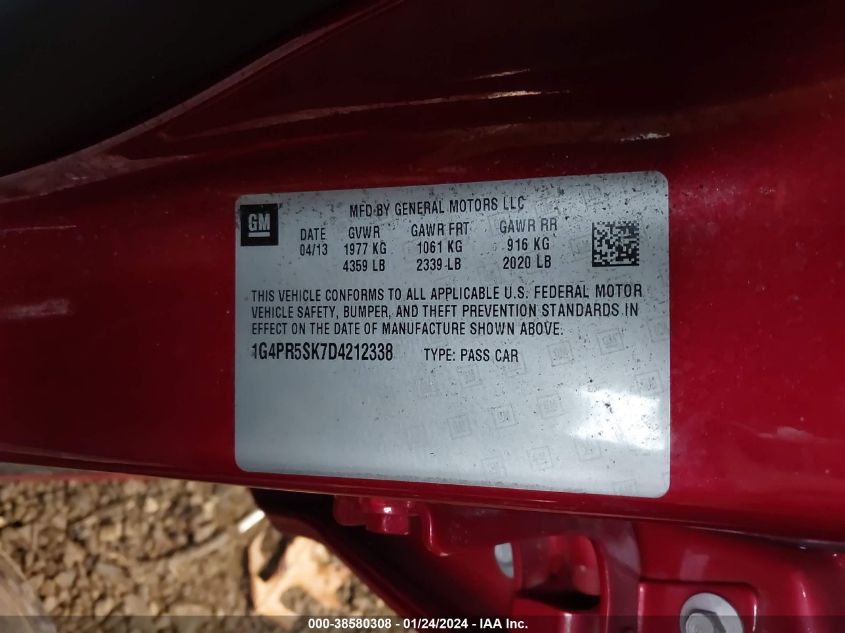 GM
MFD BY GENERAL MOTORS LLC
DATE GVWR GAWR FRT GAWR RR
04/13 1977 KG 1061 KG 916 KG
4359 LB 2339 LB 2020 LB
THIS VEHICLE CONFORMS TO ALL APPLICABLE U.S. FEDERAL MOTOR
VEHICLE SAFETY, BUMPER, AND THEFT PREVENTION STANDARDS IN
EFFECT ON THE DATE OF MANUFACTURE SHOWN ABOVE.
1G4PR5SK7D4212338 TYPE: PASS CAR
000-38580308 | 01/24/2024 | IAA Inc.